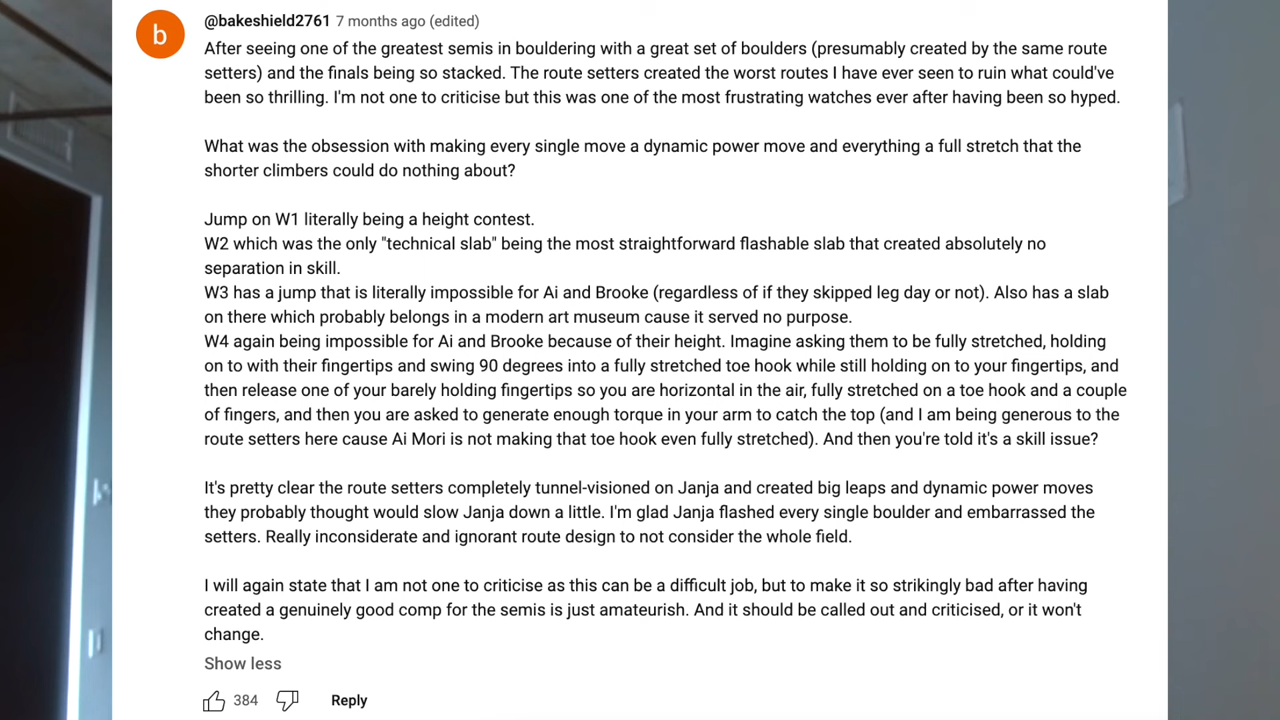 b
@bakeshield2761 7 months ago (edited)
After seeing one of the greatest semis in bouldering with a great set of boulders (presumably created by the same route
setters) and the finals being so stacked. The route setters created the worst routes I have ever seen to ruin what could've
been so thrilling. I'm not one to criticise but this was one of the most frustrating watches ever after having been so hyped.
What was the obsession with making every single move a dynamic power move and everything a full stretch that the
shorter climbers could do nothing about?
Jump on W1 literally being a height contest.
W2 which was the only "technical slab" being the most straightforward flashable slab that created absolutely no
separation in skill.
W3 has a jump that is literally impossible for Ai and Brooke (regardless of if they skipped leg day or not). Also has a slab
on there which probably belongs in a modern art museum cause it served no purpose.
W4 again being impossible for Ai and Brooke because of their height. Imagine asking them to be fully stretched, holding
on to with their fingertips and swing 90 degrees into a fully stretched toe hook while still holding on to your fingertips, and
then release one of your barely holding fingertips so you are horizontal in the air, fully stretched on a toe hook and a couple
of fingers, and then you are asked to generate enough torque in your arm to catch the top (and I am being generous to the
route setters here cause Ai Mori is not making that toe hook even fully stretched). And then you're told it's a skill issue?
It's pretty clear the route setters completely tunnel-visioned on Janja and created big leaps and dynamic power moves
they probably thought would slow Janja down a little. I'm glad Janja flashed every single boulder and embarrassed the
setters. Really inconsiderate and ignorant route design to not consider the whole field.
I will again state that I am not one to criticise as this can be a difficult job, but to make it so strikingly bad after having
created a genuinely good comp for the semis is just amateurish. And it should be called out and criticised, or it won't
change.
Show less
384 Reply